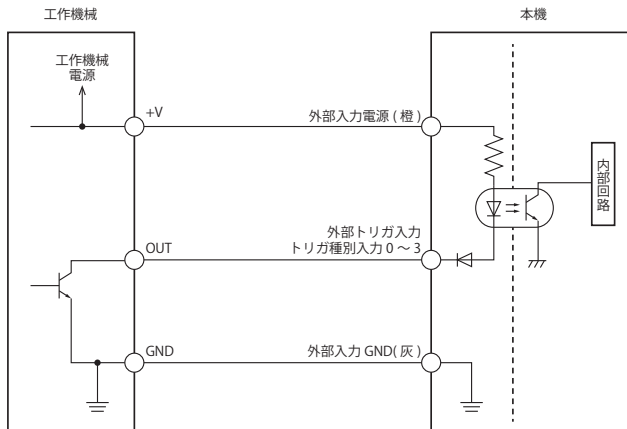 工作機械
本機
工作機械
電源
+V
外部入力電源 ( 橙 )
内部回路
外部トリガ入力
トリガ種別入力 0 ～ 3
OUT
GND
外部入力 GND( 灰 )